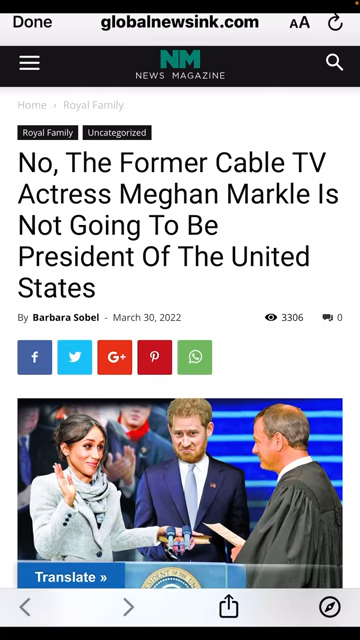 Done
globalnewsink.com
AA
NM
NEWS MAGAZINE
Home › Royal Family
Royal Family
Uncategorized
No, The Former Cable TV
Actress Meghan Markle Is
Not Going To Be
President Of The United
States
By Barbara Sobel - March 30, 2022
3306
0
f
G+
Translate »